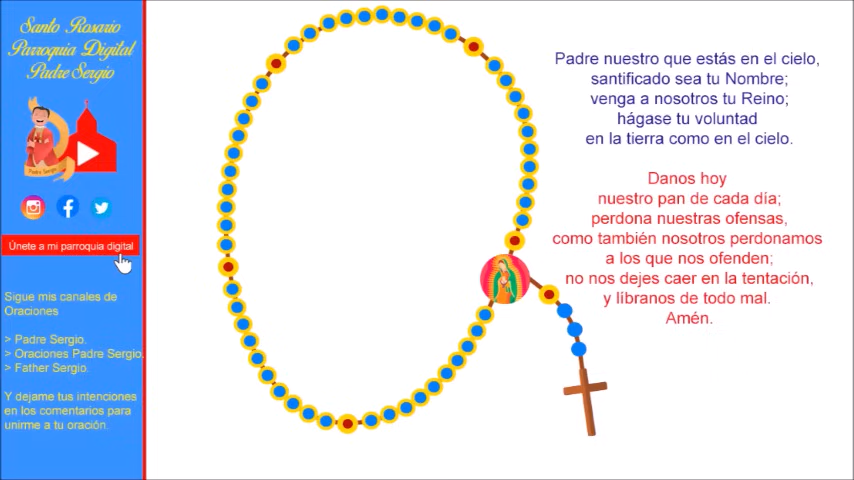 Santo Rosario
Parroquia Digital
Padre Sergio
Padre Sergio
Únete a mi parroquia digital
Sigue mis canales de
Oraciones
> Padre Sergio.
> Oraciones Padre Sergio.
> Father Sergio.
Y dejame tus intenciones
en los comentarios para
unirme a tu oración.
Padre nuestro que estás en el cielo,
santificado sea tu Nombre;
venga a nosotros tu Reino;
hágase tu voluntad
en la tierra como en el cielo.
Danos hoy
nuestro pan de cada día;
perdona nuestras ofensas,
como también nosotros perdonamos
a los que nos ofenden;
no nos dejes caer en la tentación,
y líbranos de todo mal.
Amén.